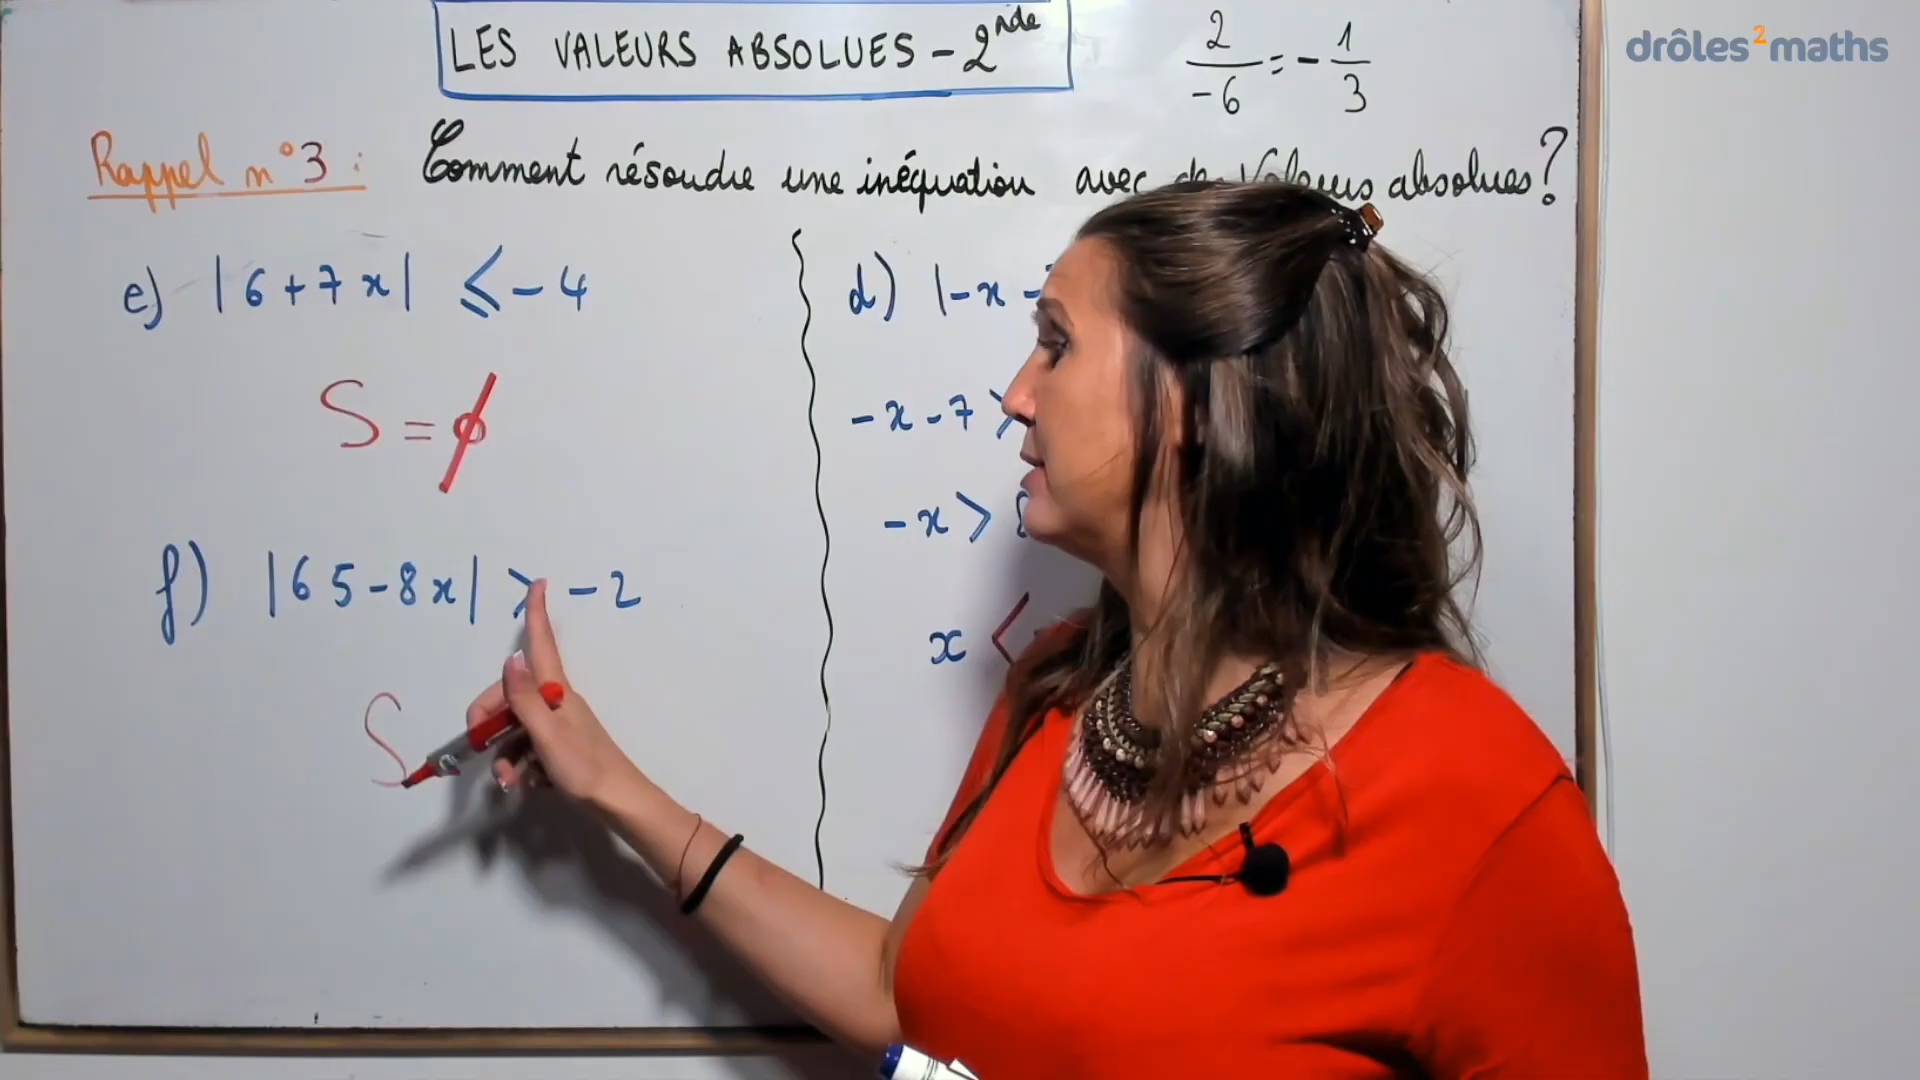 LES VALEURS ABSOLUES - 2nde
2/-6 = - 1/3
drôles2maths
Rappel n°3 : Comment résoudre une inéquation avec de Valeurs absolues ?
e) |6+7x| ⩽ -4
S = ∅
f) |65-8x| > -2
S
d) |-x -
-x-7 >
-x >
x <